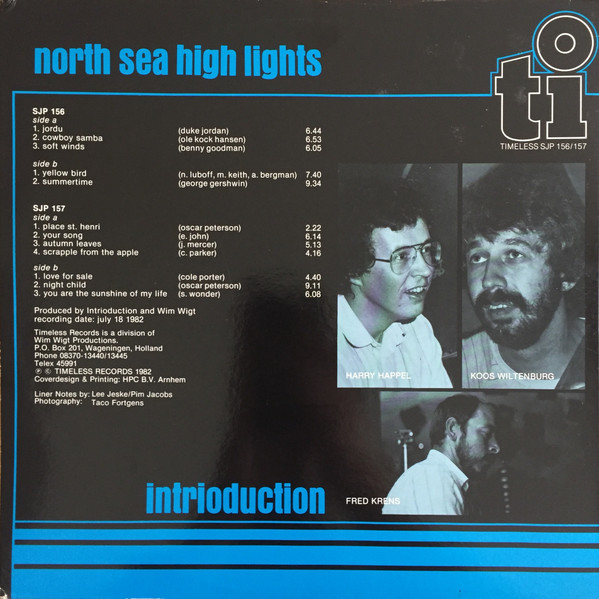 north sea high lights
ti
TIMELESS SJP 156/157
SJP 156
side a
1. jordu (duke jordan) 6.44
2. cowboy samba (ole kock hansen) 6.53
3. soft winds (benny goodman) 6.05
side b
1. yellow bird (n. luboff, m. keith, a. bergman) 7.40
2. summertime (george gershwin) 9.34
SJP 157
side a
1. place st. henri (oscar peterson) 2.22
2. your song (e. john) 6.14
3. autumn leaves (j. mercer) 5.13
4. scrapple from the apple (c. parker) 4.16
side b
1. love for sale (cole porter) 4.40
2. night child (oscar peterson) 9.11
3. you are the sunshine of my life (s. wonder) 6.08
Produced by Intrioduction and Wim Wigt
recording date: july 18 1982
Timeless Records is a division of
Wim Wigt Productions.
P.O. Box 201, Wageningen, Holland
Phone 08370-13440/13445
Telex 45991
℗ © TIMELESS RECORDS 1982
Coverdesign & Printing: HPC B.V. Arnhem
Liner Notes by: Lee Jeske/Pim Jacobs
Photography: Taco Fortgens
HARRY HAPPEL
KOOS WILTENBURG
FRED KRENS
intrioduction